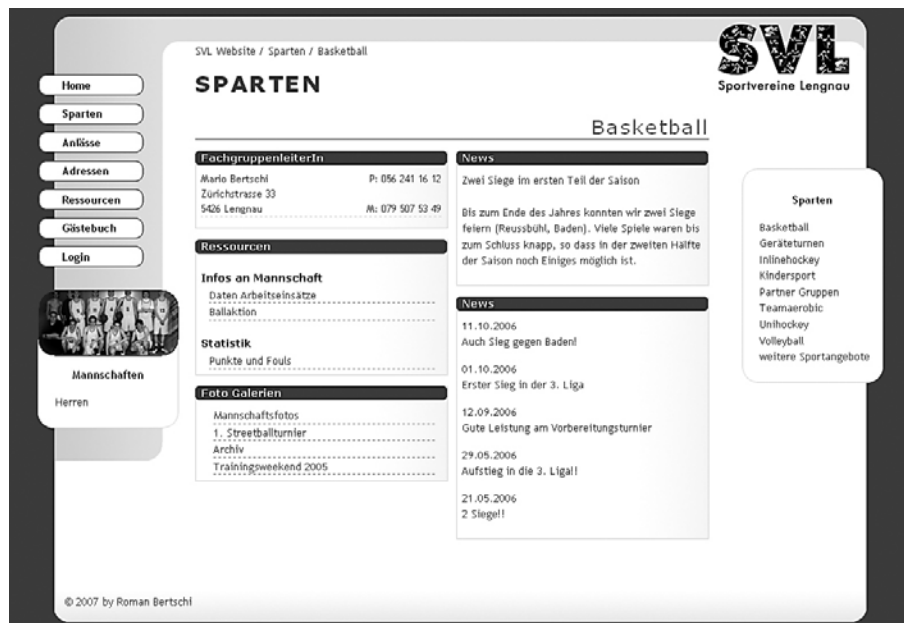 SVL Website / Sparten / Basketball
SVL
Sportvereine Lengnau
SPARTEN
Basketball
Home
Sparten
Anlässe
Adressen
Ressourcen
Gästebuch
Login
Mannschaften
Herren
FachgruppenleiterIn
Mario Bertschi P: 056 241 16 12
Zürichstrasse 33
5426 Lengnau M: 079 507 53 49
Ressourcen
Infos an Mannschaft
Daten Arbeitseinsätze
Ballaktion
Statistik
Punkte und Fouls
Foto Galerien
Mannschaftsfotos
1. Streetballturnier
Archiv
Trainingsweekend 2005
News
Zwei Siege im ersten Teil der Saison
Bis zum Ende des Jahres konnten wir zwei Siege
feiern (Reussbühl, Baden). Viele Spiele waren bis
zum Schluss knapp, so dass in der zweiten Hälfte
der Saison noch Einiges möglich ist.
News
11.10.2006
Auch Sieg gegen Baden!
01.10.2006
Erster Sieg in der 3. Liga
12.09.2006
Gute Leistung am Vorbereitungsturnier
29.05.2006
Aufstieg in die 3. Liga!!
21.05.2006
2 Siege!!
Sparten
Basketball
Geräteturnen
Inlinehockey
Kindersport
Partner Gruppen
Teamaerobic
Unihockey
Volleyball
weitere Sportangebote
© 2007 by Roman Bertschi